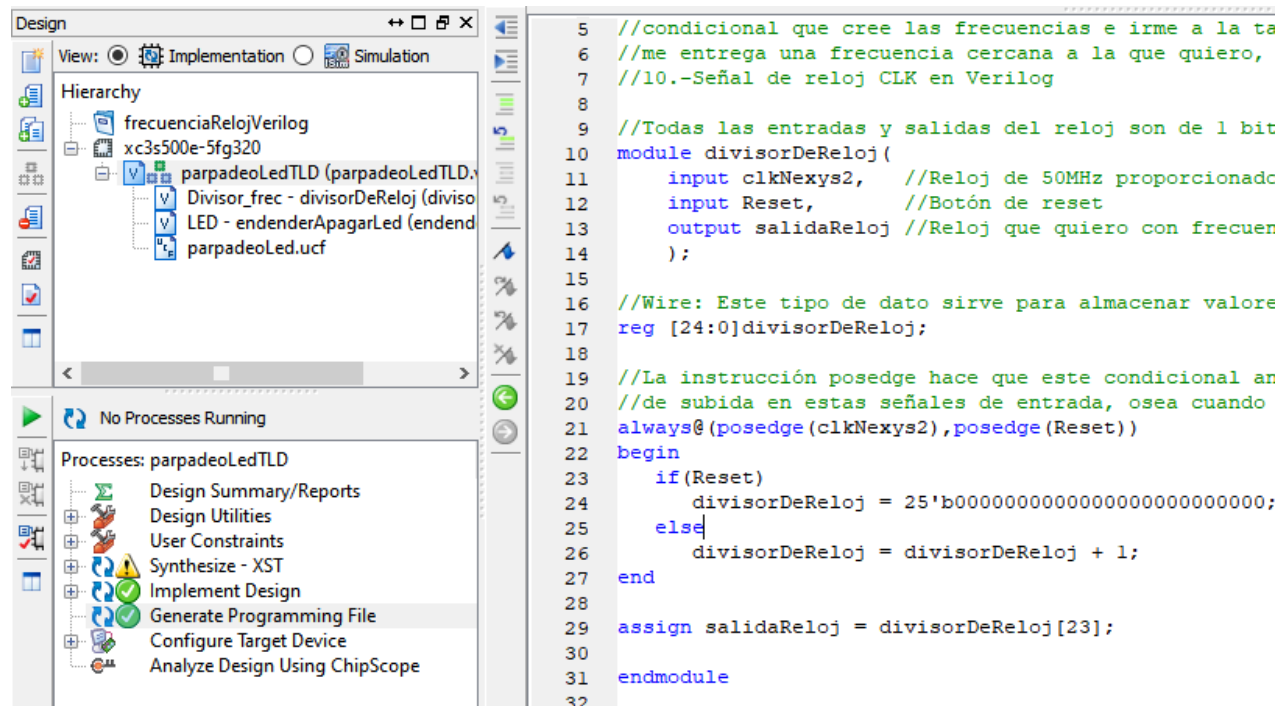 Design
View: Implementation Simulation
Hierarchy
frecuenciaRelojVerilog
xc3s500e-5fg320
parpadeoLedTLD (parpadeoLedTLD.v
Divisor_frec - divisorDeReloj (diviso
LED - endenderApagarLed (endend
parpadeoLed.ucf
No Processes Running
Processes: parpadeoLedTLD
Design Summary/Reports
Design Utilities
User Constraints
Synthesize - XST
Implement Design
Generate Programming File
Configure Target Device
Analyze Design Using ChipScope
5 //condicional que cree las frecuencias e irme a la ta
6 //me entrega una frecuencia cercana a la que quiero,
7 //10.-Señal de reloj CLK en Verilog
8
9 //Todas las entradas y salidas del reloj son de 1 bit
10 module divisorDeReloj(
11 input clkNexys2, //Reloj de 50MHz proporcionado
12 input Reset, //Botón de reset
13 output salidaReloj //Reloj que quiero con frecuen
14 );
15
16 //Wire: Este tipo de dato sirve para almacenar valore
17 reg [24:0]divisorDeReloj;
18
19 //La instrucción posedge hace que este condicional an
20 //de subida en estas señales de entrada, osea cuando
21 always@(posedge(clkNexys2),posedge(Reset))
22 begin
23 if(Reset)
24 divisorDeReloj = 25'b0000000000000000000000000;
25 else
26 divisorDeReloj = divisorDeReloj + 1;
27 end
28
29 assign salidaReloj = divisorDeReloj[23];
30
31 endmodule
32